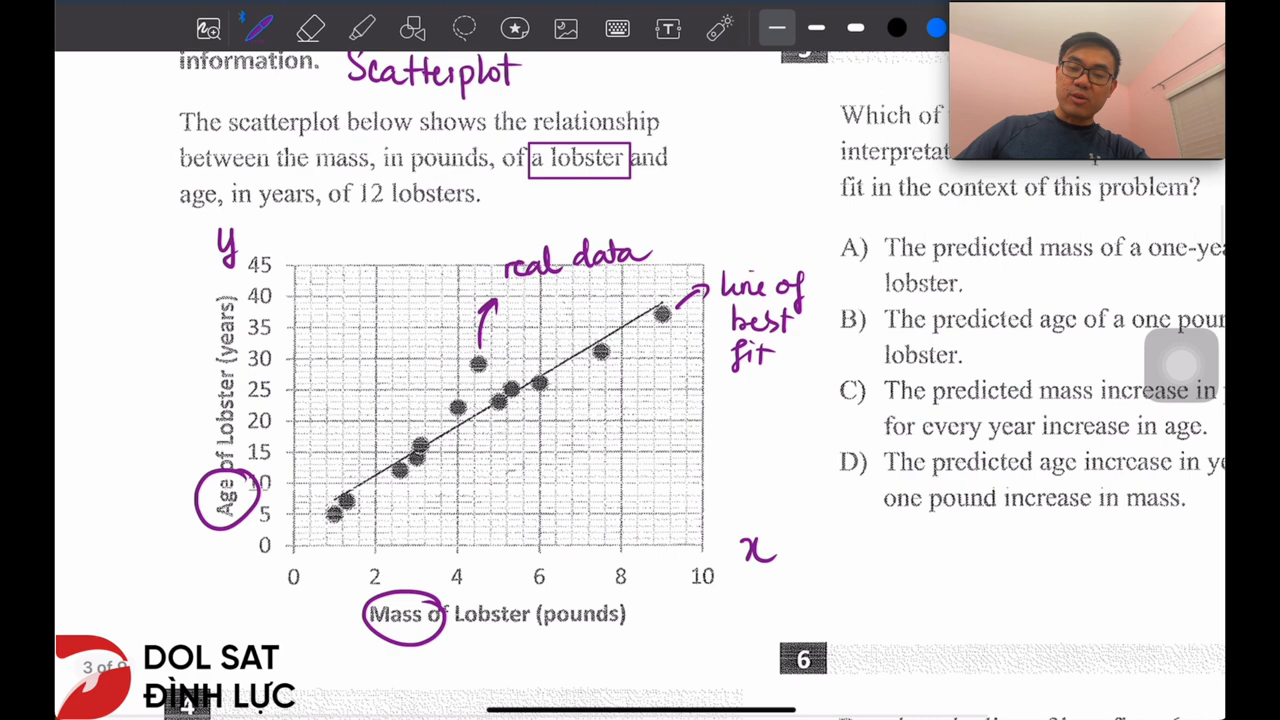 information.
Scatterplot
The scatterplot below shows the relationship
between the mass, in pounds, of a lobster and
age, in years, of 12 lobsters.
y
45
40
35
30
25
20
15
10
5
0
Age of Lobster (years)
real data
line of
best
fit
x
0 2 4 6 8 10
Mass of Lobster (pounds)
3 of 9
DOL SAT
ĐÌNH LỰC
4
Which of
fit in the context of this problem?
A) The predicted mass of a one-ye
lobster.
B) The predicted age of a one poun
lobster.
C) The predicted mass increase in
for every year increase in age.
D) The predicted age increase in ye
one pound increase in mass.
6
T